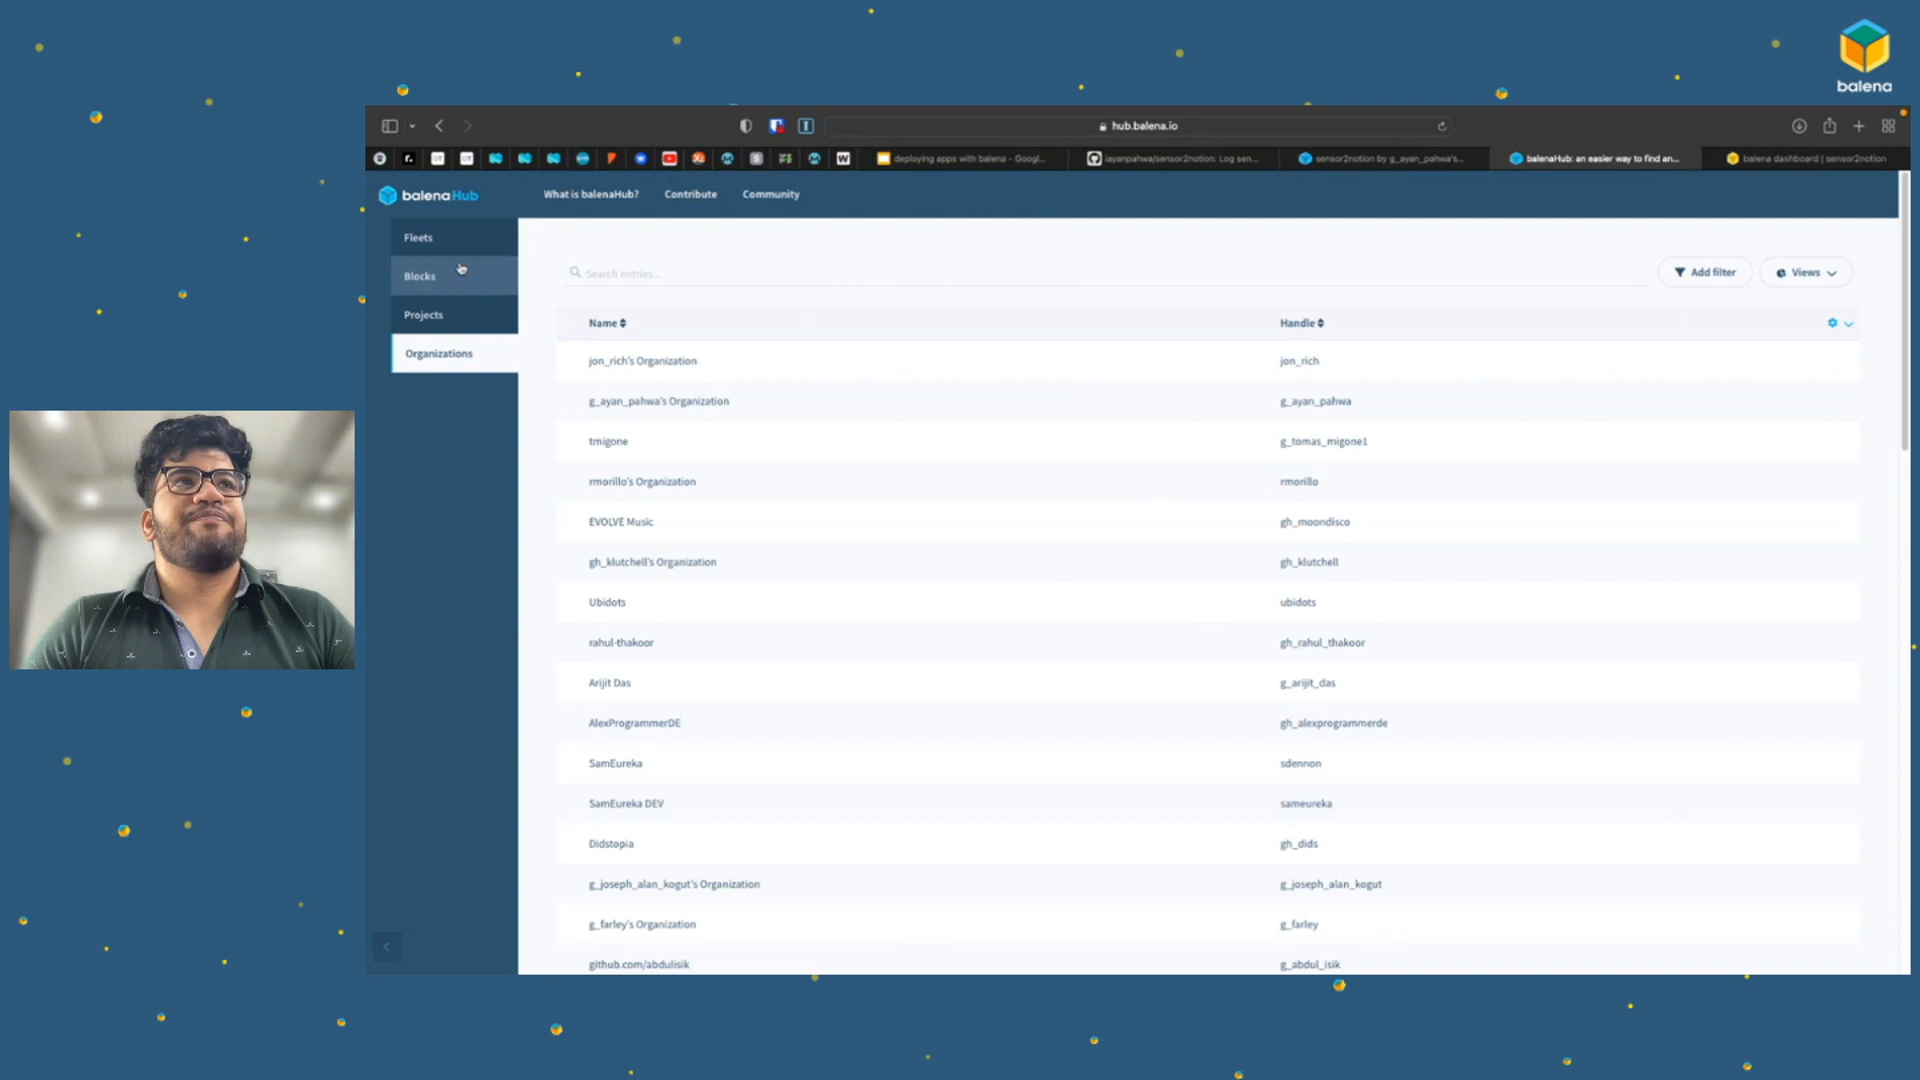 balena
hub.balena.io
deploying apps with balena - Googl...
iayanpahwa/sensor2notion: Log sen...
sensor2notion by g_ayan_pahwa's...
balenaHub: an easier way to find an...
balena dashboard | sensor2notion
balenaHub
What is balenaHub?
Contribute
Community
Fleets
Blocks
Projects
Organizations
Search entries...
Add filter
Views
Name
Handle
jon_rich's Organization
jon_rich
g_ayan_pahwa's Organization
g_ayan_pahwa
tmigone
g_tomas_migone1
rmorillo's Organization
rmorillo
EVOLVE Music
gh_moondisco
gh_klutchell's Organization
gh_klutchell
Ubidots
ubidots
rahul-thakoor
gh_rahul_thakoor
Arijit Das
g_arijit_das
AlexProgrammerDE
gh_alexprogrammerde
SamEureka
sdennon
SamEureka DEV
sameureka
Didstopia
gh_dids
g_joseph_alan_kogut's Organization
g_joseph_alan_kogut
g_farley's Organization
g_farley
github.com/abdulisik
g_abdul_isik